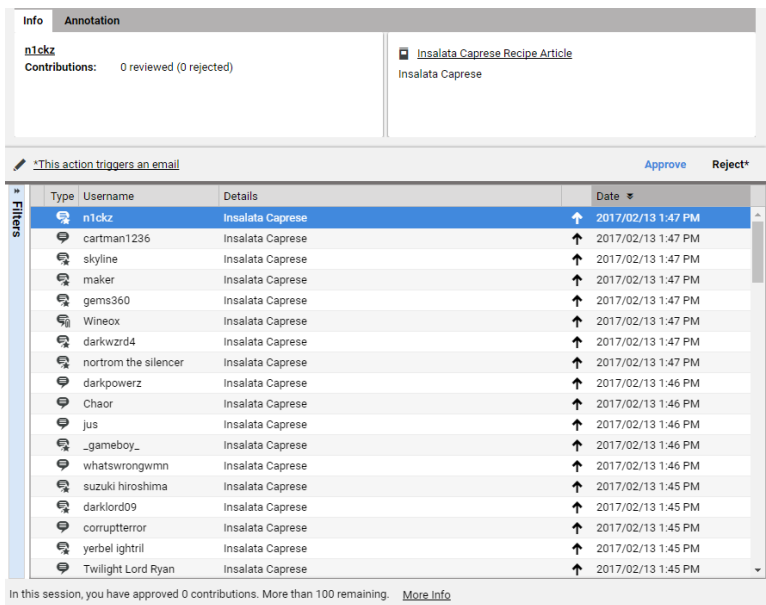 Info Annotation
n1ckz
Contributions: 0 reviewed (0 rejected)
Insalata Caprese Recipe Article
Insalata Caprese
*This action triggers an email Approve Reject*
Filters
Type Username Details Date
n1ckz Insalata Caprese 2017/02/13 1:47 PM
cartman1236 Insalata Caprese 2017/02/13 1:47 PM
skyline Insalata Caprese 2017/02/13 1:47 PM
maker Insalata Caprese 2017/02/13 1:47 PM
gems360 Insalata Caprese 2017/02/13 1:47 PM
Wineox Insalata Caprese 2017/02/13 1:47 PM
darkwzrd4 Insalata Caprese 2017/02/13 1:47 PM
nortrom the silencer Insalata Caprese 2017/02/13 1:47 PM
darkpowerz Insalata Caprese 2017/02/13 1:46 PM
Chaor Insalata Caprese 2017/02/13 1:46 PM
jus Insalata Caprese 2017/02/13 1:46 PM
_gameboy_ Insalata Caprese 2017/02/13 1:46 PM
whatswrongwmn Insalata Caprese 2017/02/13 1:46 PM
suzuki hiroshima Insalata Caprese 2017/02/13 1:45 PM
darklord09 Insalata Caprese 2017/02/13 1:45 PM
corruptterror Insalata Caprese 2017/02/13 1:45 PM
yerbel ightril Insalata Caprese 2017/02/13 1:45 PM
Twilight Lord Ryan Insalata Caprese 2017/02/13 1:45 PM
In this session, you have approved 0 contributions. More than 100 remaining. More Info